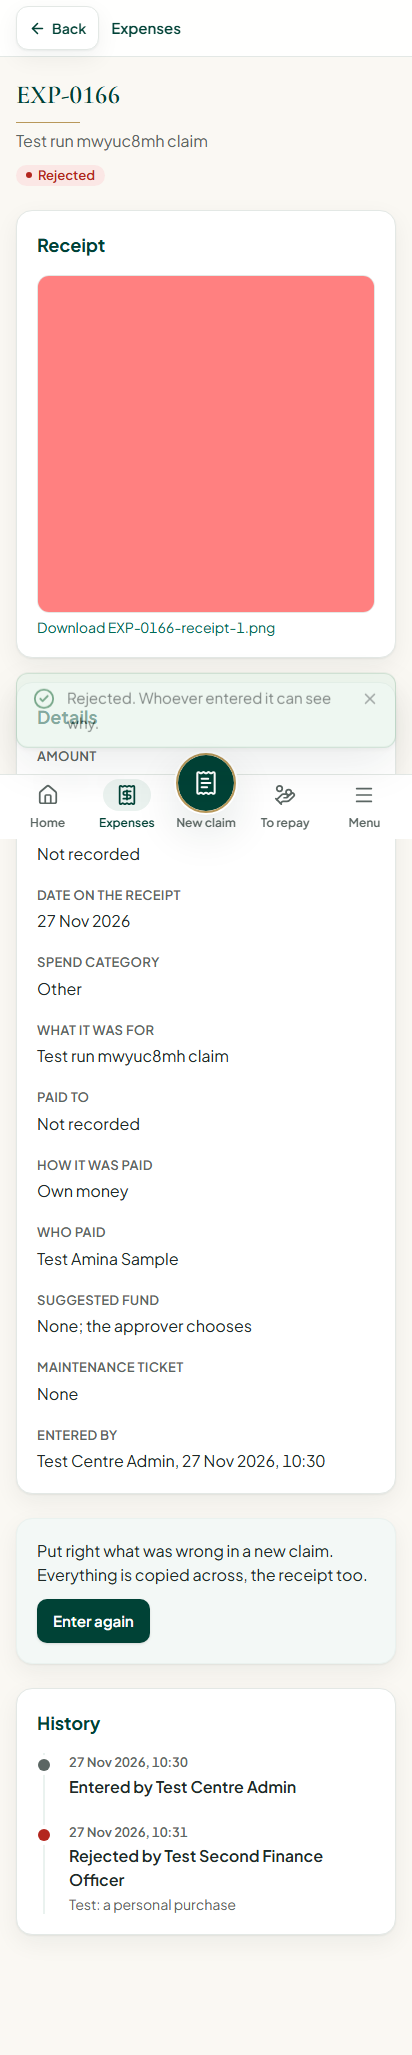 Back
Expenses
EXP-0166
Test run mwyuc8mh claim
Rejected
Receipt
Download EXP-0166-receipt-1.png
Rejected. Whoever entered it can see
why.
Details
AMOUNT
Home
Expenses
New claim
To repay
Menu
Not recorded
DATE ON THE RECEIPT
27 Nov 2026
SPEND CATEGORY
Other
WHAT IT WAS FOR
Test run mwyuc8mh claim
PAID TO
Not recorded
HOW IT WAS PAID
Own money
WHO PAID
Test Amina Sample
SUGGESTED FUND
None; the approver chooses
MAINTENANCE TICKET
None
ENTERED BY
Test Centre Admin, 27 Nov 2026, 10:30
Put right what was wrong in a new claim.
Everything is copied across, the receipt too.
Enter again
History
27 Nov 2026, 10:30
Entered by Test Centre Admin
27 Nov 2026, 10:31
Rejected by Test Second Finance
Officer
Test: a personal purchase